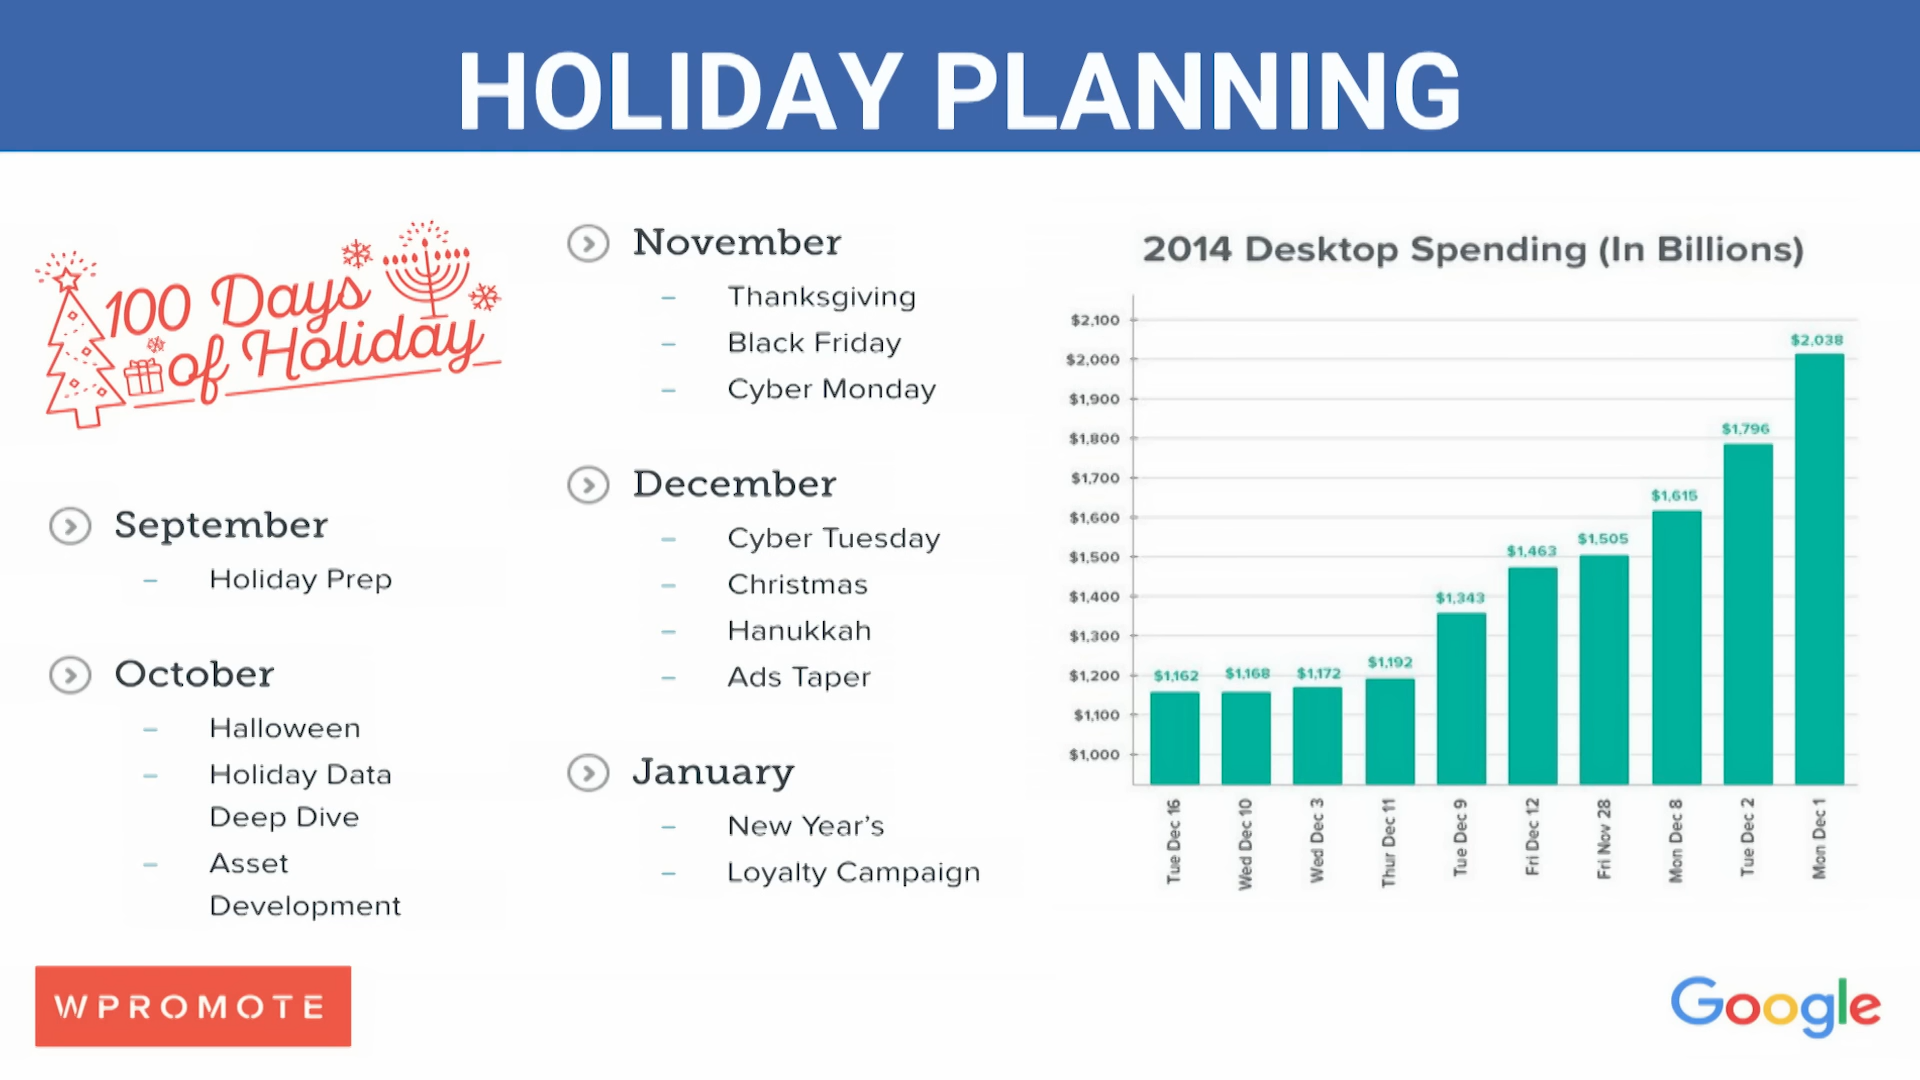 HOLIDAY PLANNING
100 Days
of Holiday
September
– Holiday Prep
October
– Halloween
– Holiday Data
Deep Dive
– Asset
Development
November
– Thanksgiving
– Black Friday
– Cyber Monday
December
– Cyber Tuesday
– Christmas
– Hanukkah
– Ads Taper
January
– New Year's
– Loyalty Campaign
2014 Desktop Spending (In Billions)
$2,100
$2,000
$1,900
$1,800
$1,700
$1,600
$1,500
$1,400
$1,300
$1,200
$1,100
$1,000
$1,162
$1,168
$1,172
$1,192
$1,343
$1,463
$1,505
$1,615
$1,796
$2,038
Tue Dec 16
Wed Dec 10
Wed Dec 3
Thur Dec 11
Tue Dec 9
Fri Dec 12
Fri Nov 28
Mon Dec 8
Tue Dec 2
Mon Dec 1
WPROMOTE
Google